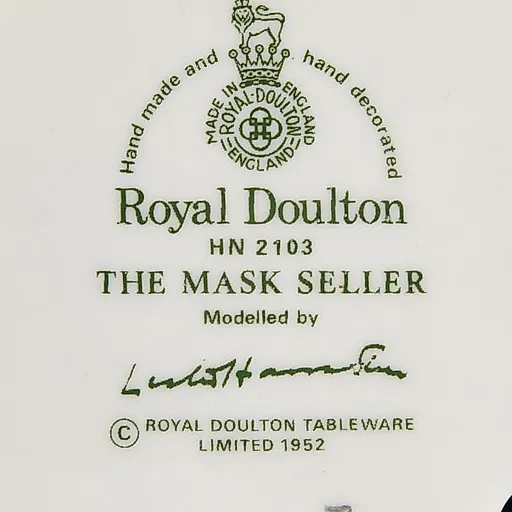 Hand made and hand decorated
MADE IN ENGLAND
ROYAL-DOULTON
ENGLAND
Royal Doulton
HN 2103
THE MASK SELLER
Modelled by
© ROYAL DOULTON TABLEWARE
LIMITED 1952